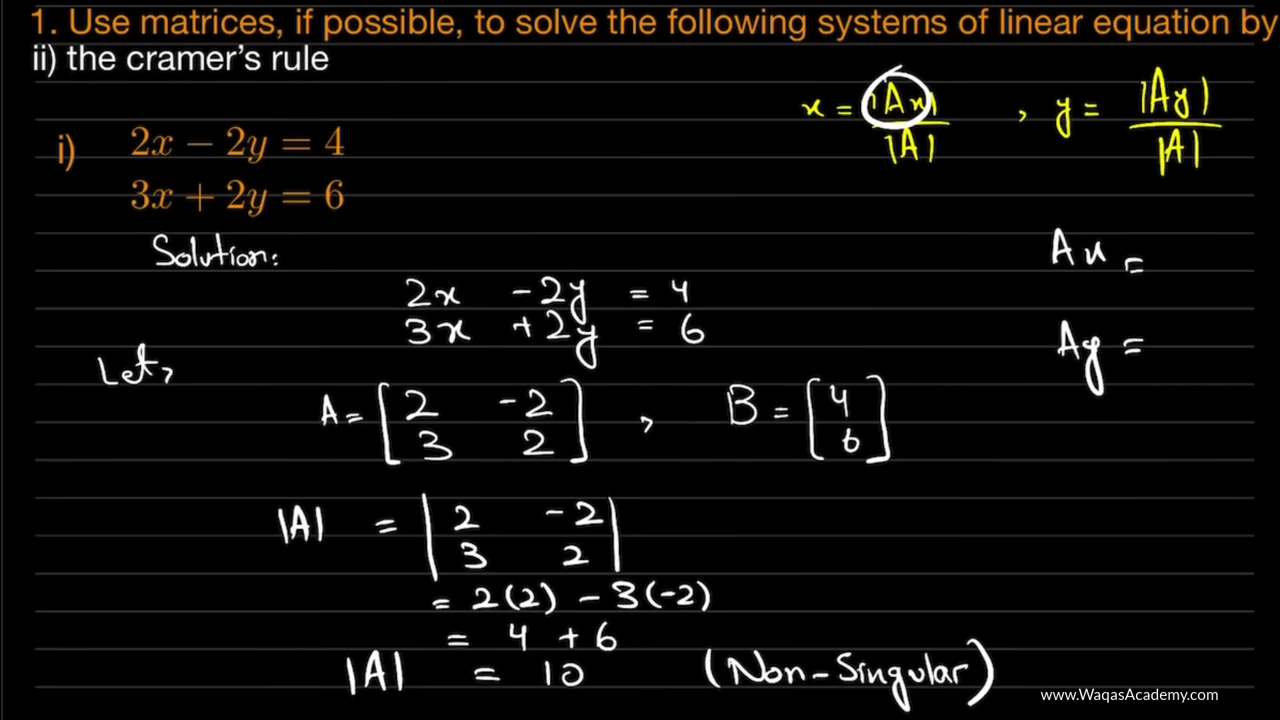 1. Use matrices, if possible, to solve the following systems of linear equation by
ii) the cramer's rule
x = |Ax| / |A| , y = |Ay| / |A|
i) 2x − 2y = 4
3x + 2y = 6
Solution:
2x - 2y = 4
3x + 2y = 6
Ax =
Ay =
Let,
A = [2 -2
3 2] , B = [4
6]
|A| = |2 -2
3 2|
= 2(2) - 3(-2)
= 4 + 6
|A| = 10 (Non-Singular)
www.WaqasAcademy.com